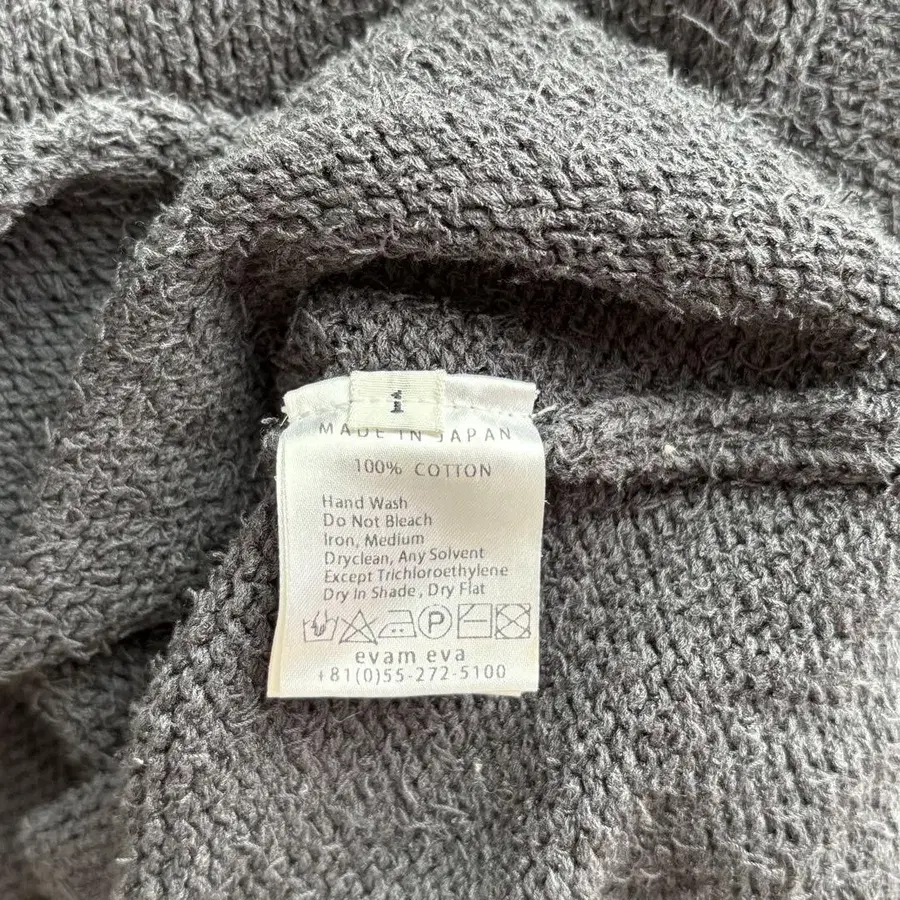 1
MADE IN JAPAN
100% COTTON
Hand Wash
Do Not Bleach
Iron, Medium
Dryclean, Any Solvent
Except Trichloroethylene
Dry In Shade, Dry Flat
P
evam eva
+81(0)55-272-5100